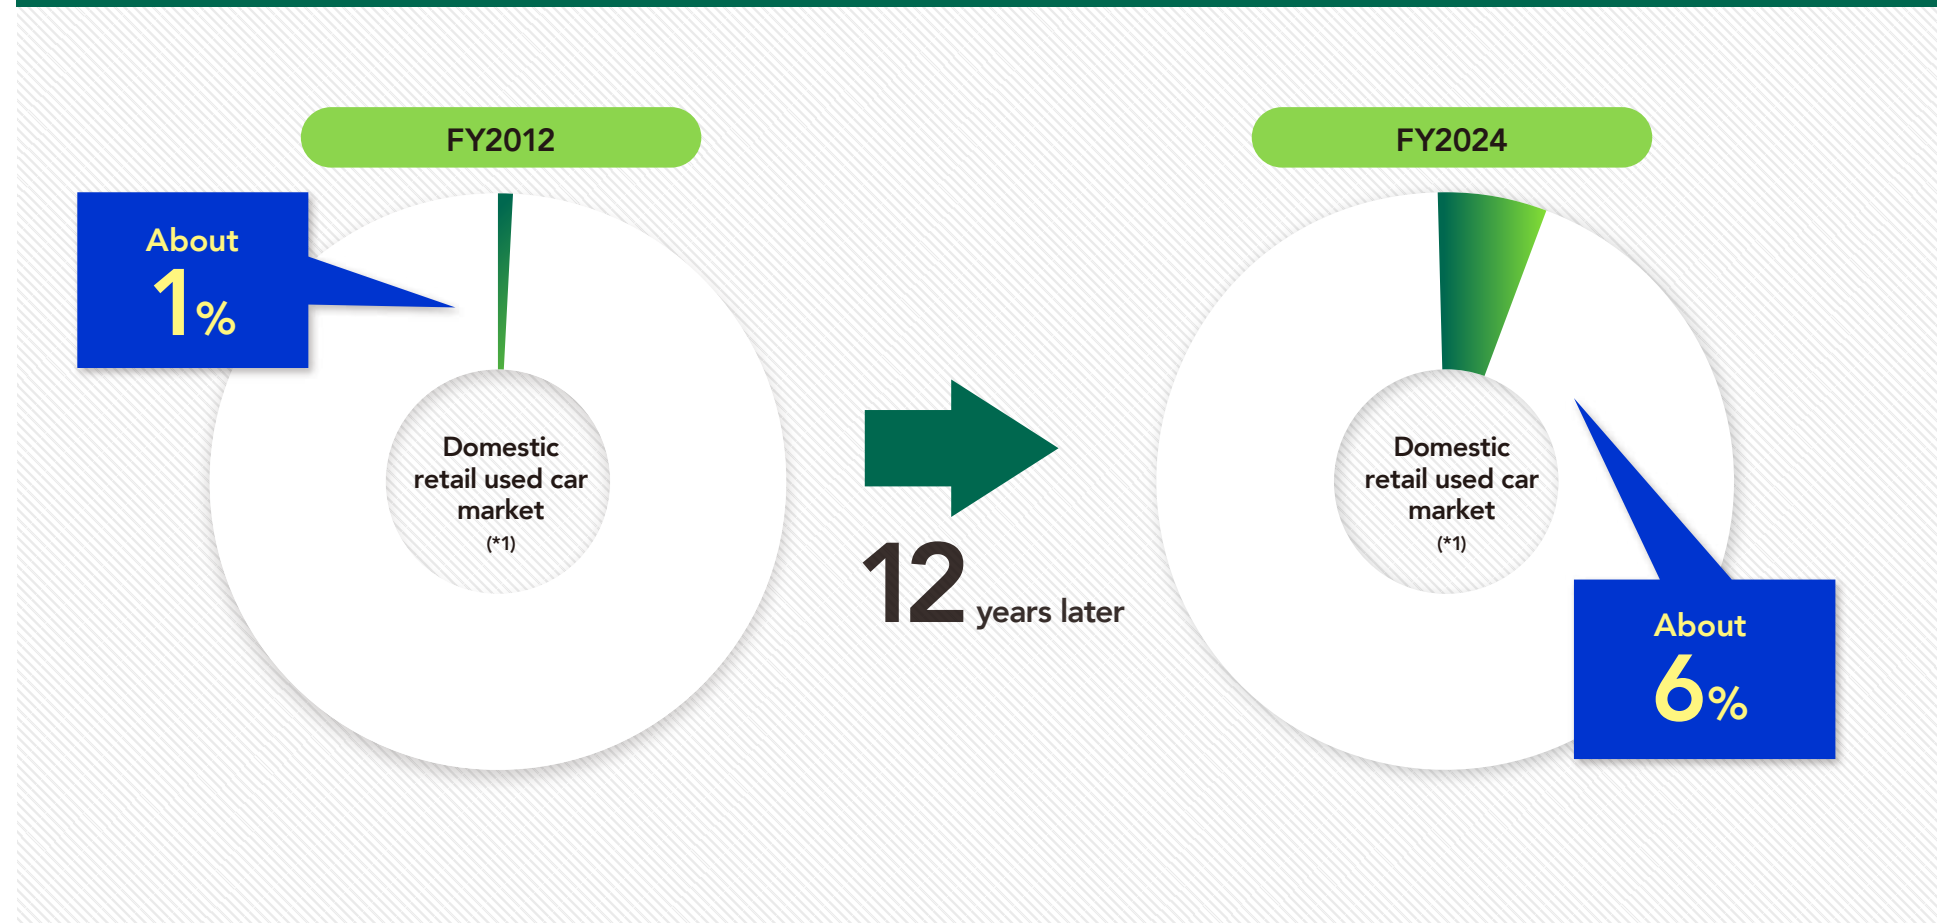 FY2012
About
1%
Domestic
retail used car
market
(*1)
12 years later
FY2024
Domestic
retail used car
market
(*1)
About
6%